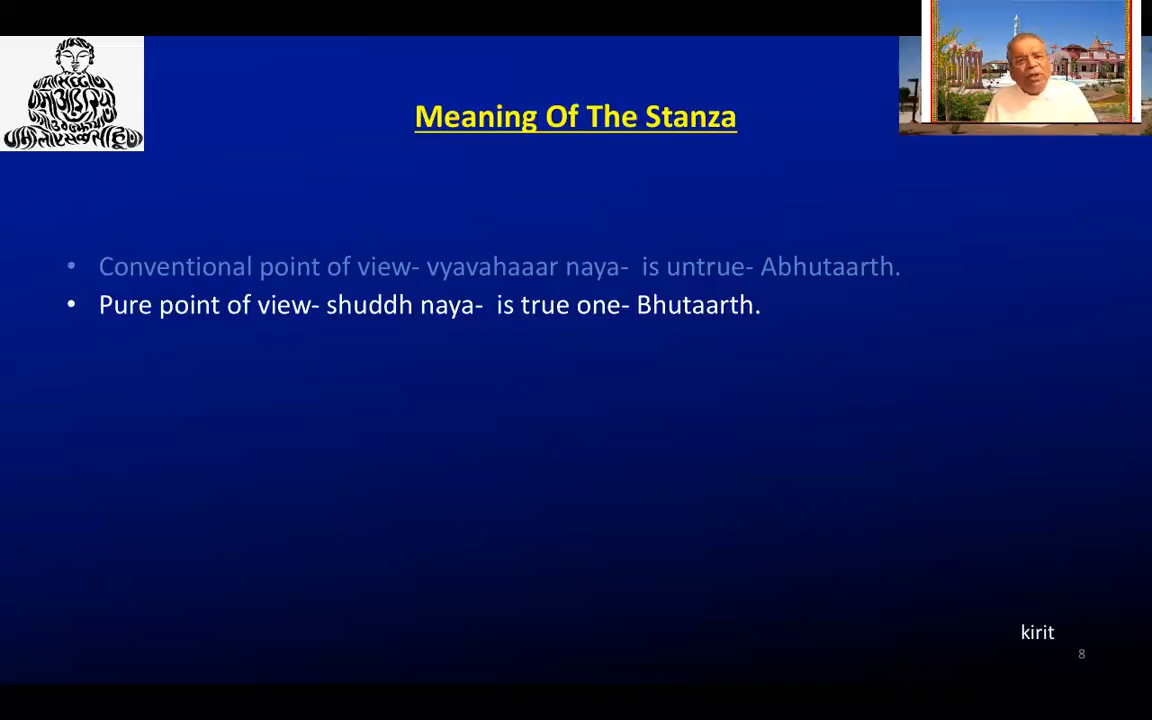 Meaning Of The Stanza
• Conventional point of view- vyavahaaar naya-  is untrue- Abhutaarth.
• Pure point of view- shuddh naya-  is true one- Bhutaarth.
kirit
8